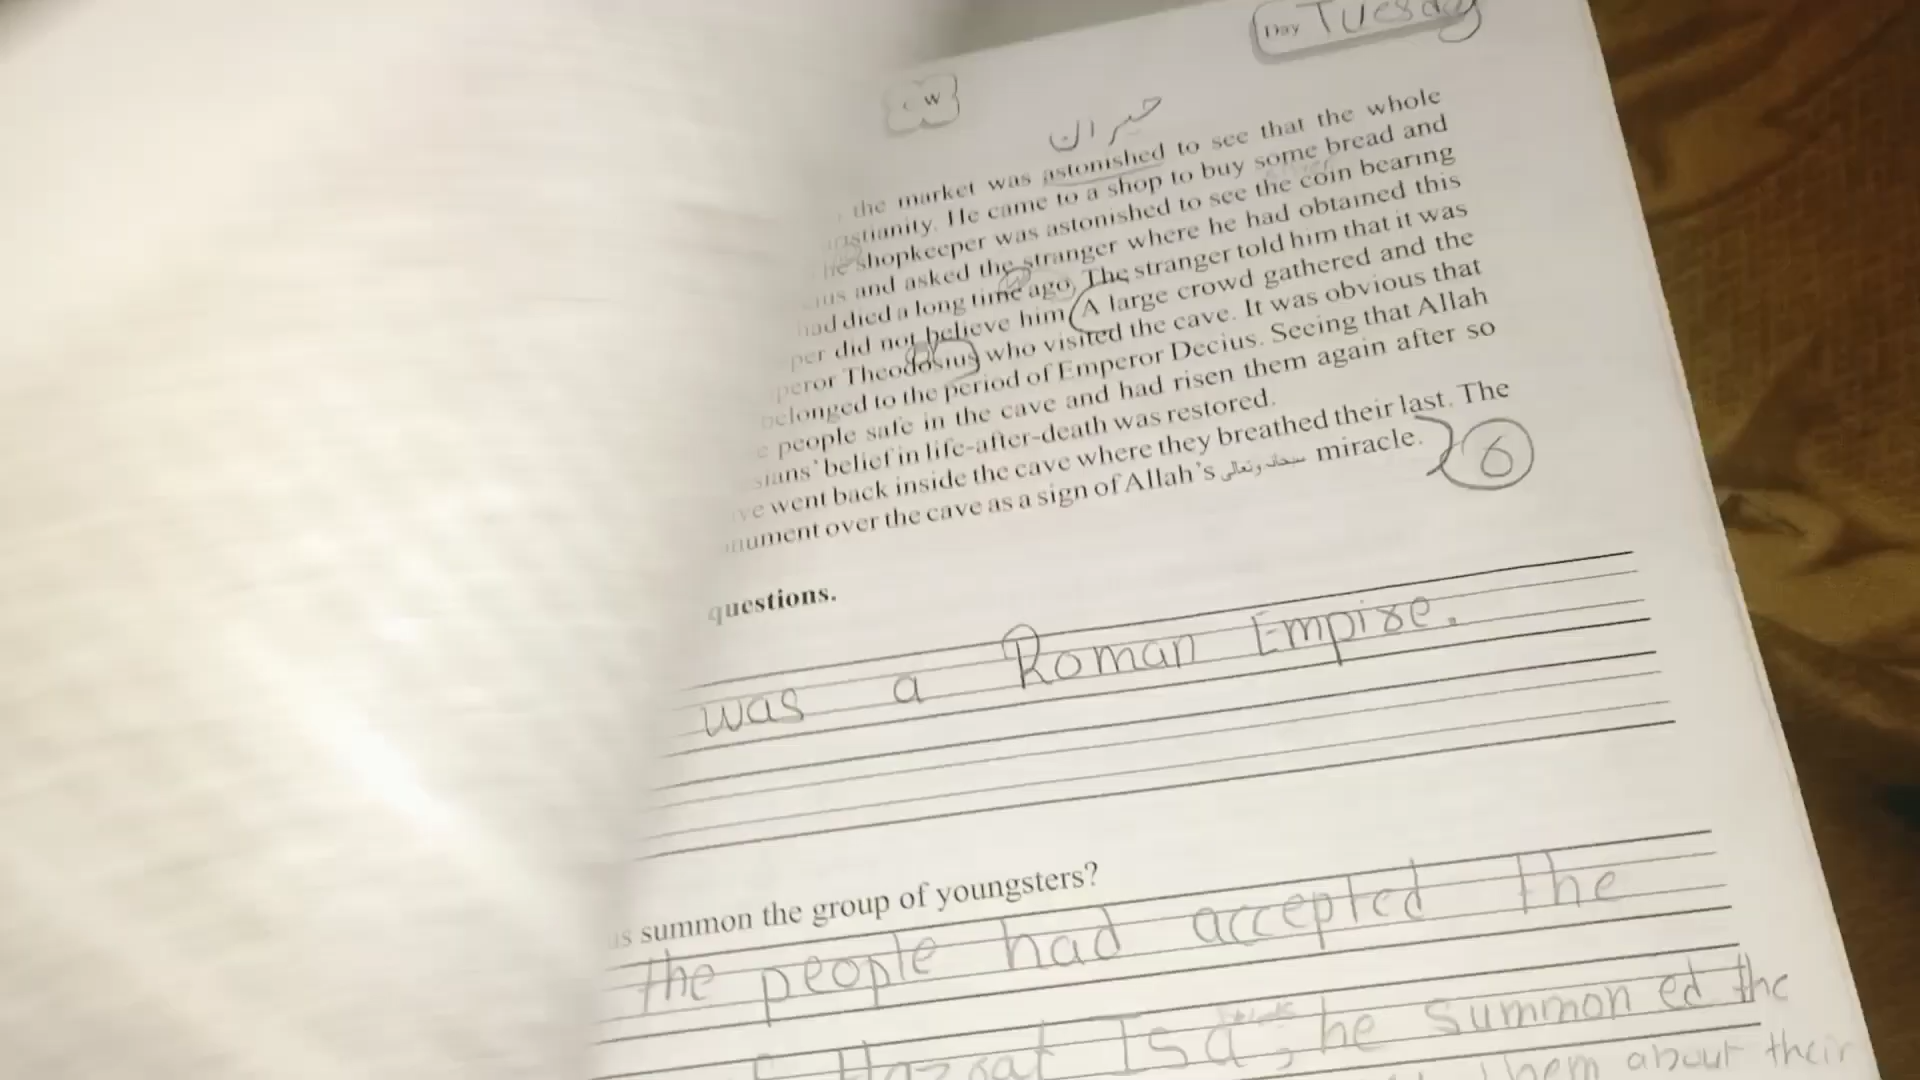 Day Tuesday
W
حیران
the market was astonished to see that the whole
He came to a shop to buy some bread and
shopkeeper was astonished to see the coin bearing
and asked the stranger where he had obtained this
had died a long time ago. The stranger told him that it was
did not believe him. A large crowd gathered and the
Theodosius who visited the cave. It was obvious that
belonged to the period of Emperor Decius. Seeing that Allah
people safe in the cave and had risen them again after so
belief in life-after-death was restored.
went back inside the cave where they breathed their last. The
over the cave as a sign of Allah's سبحانہ وتعالی miracle.
6
questions.
was a Roman Empire.
summon the group of youngsters?
the people had accepted the
Hazrat Isa, he summon ed the
them about their